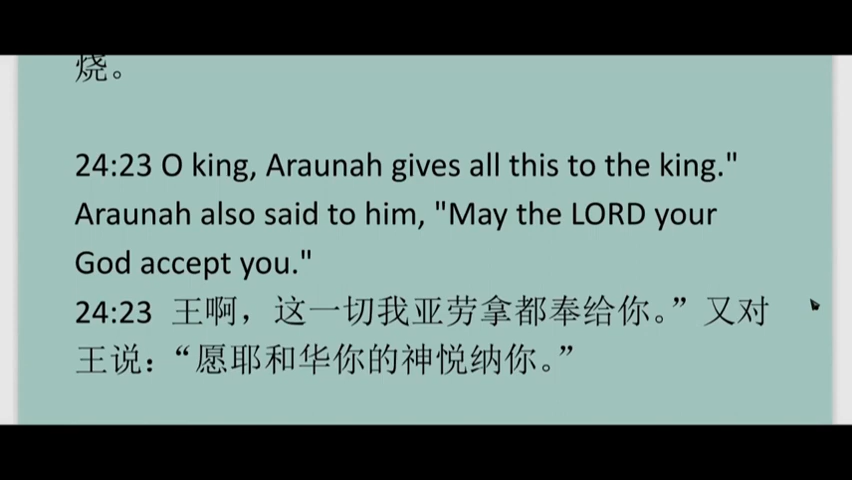 烧。
24:23 O king, Araunah gives all this to the king."
Araunah also said to him, "May the LORD your
God accept you."
24:23 王啊，这一切我亚劳拿都奉给你。”又对
王说：“愿耶和华你的神悦纳你。”